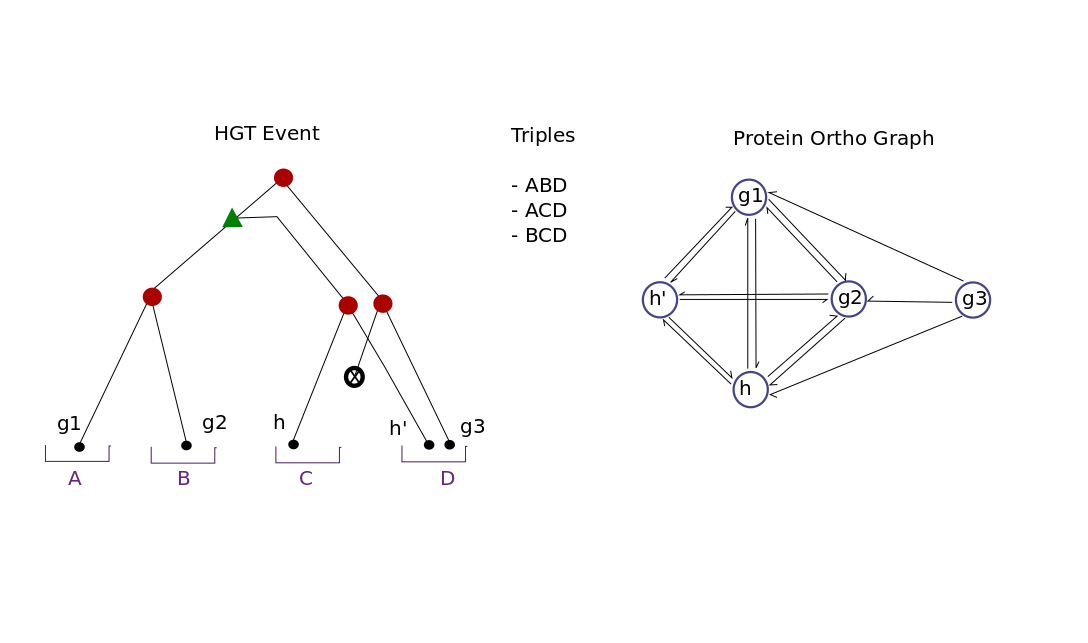 HGT Event
g1
g2
h
h'
g3
A
B
C
D
Triples
- ABD
- ACD
- BCD
Protein Ortho Graph
g1
h'
g2
g3
h